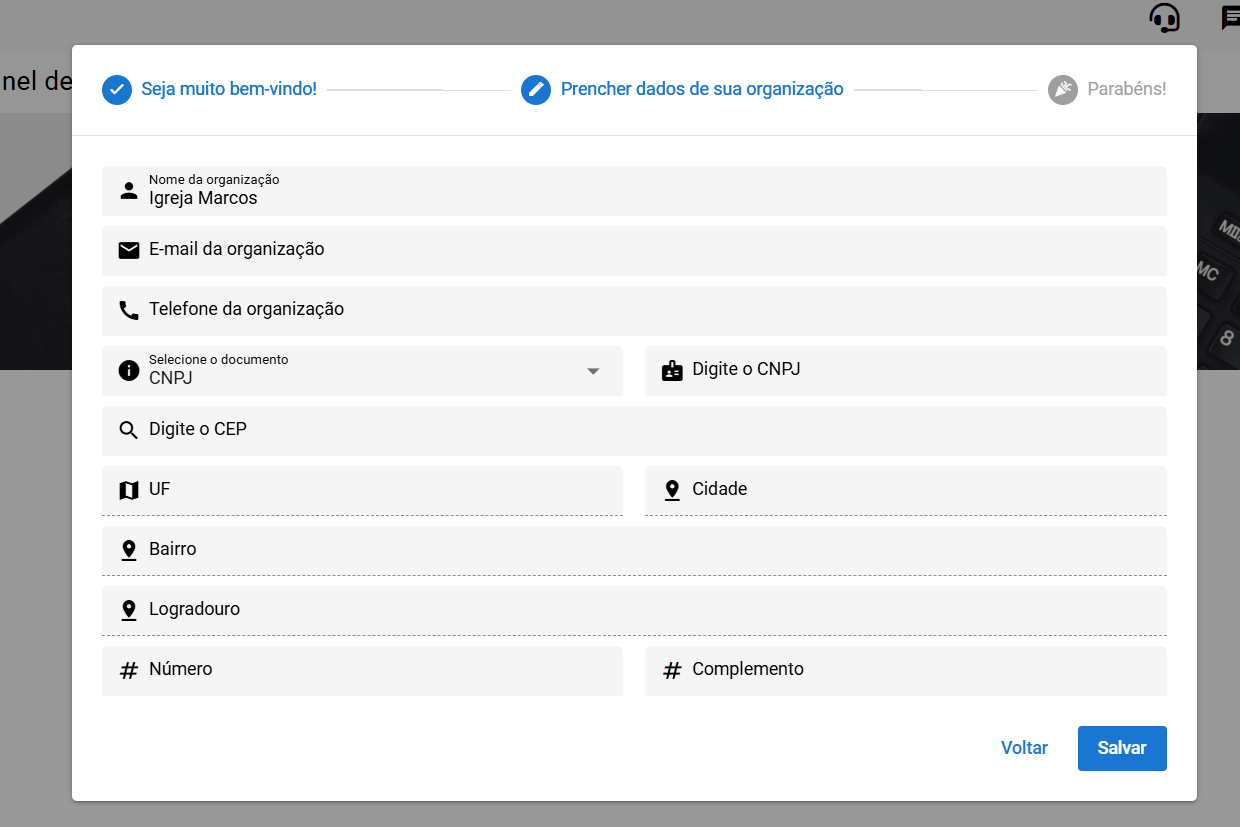 nel de
Seja muito bem-vindo!
Prencher dados de sua organização
Parabéns!
Nome da organização
Igreja Marcos
E-mail da organização
Telefone da organização
Selecione o documento
CNPJ
Digite o CNPJ
Digite o CEP
UF
Cidade
Bairro
Logradouro
# Número
# Complemento
Voltar
Salvar
MC
8